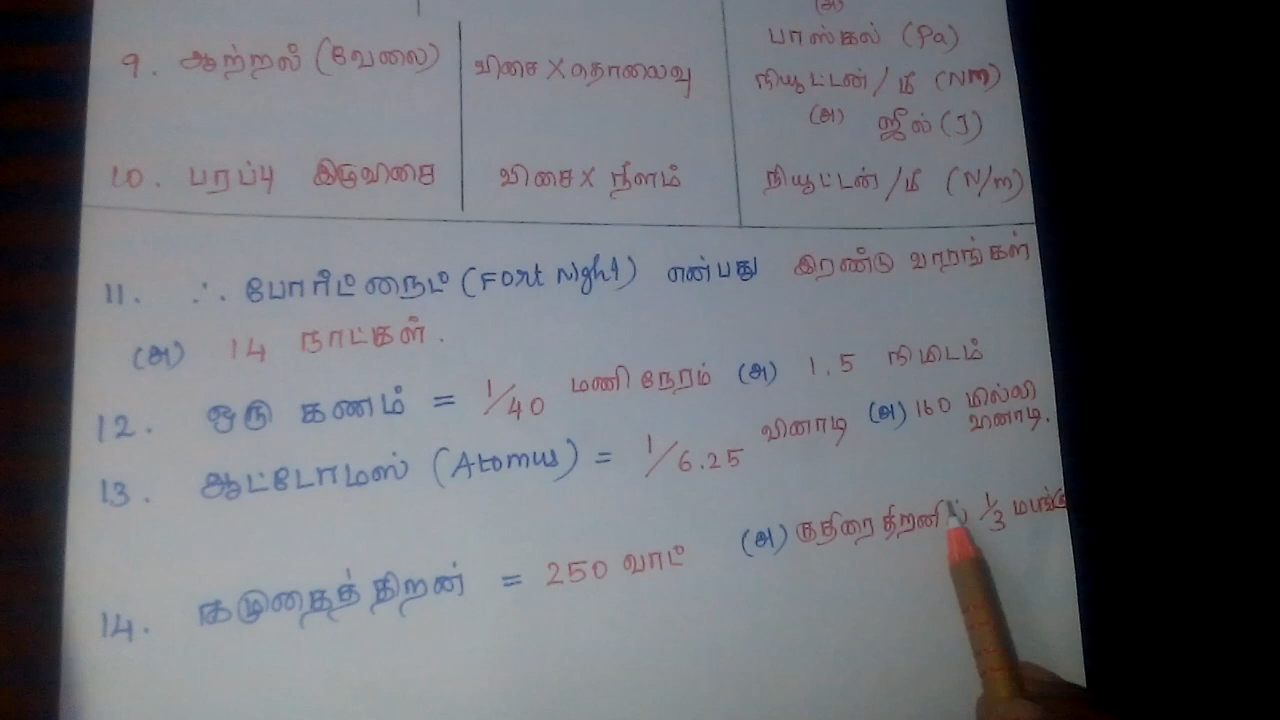 (அ)
பாஸ்கல் (Pa)
9. ஆற்றல் (வேலை) விசை X தொலைவு நியூட்டன் / மீ (Nm)
(அ) ஜீல் (J)
10. பரப்பு இழுவிசை விசை X நீளம் நியூட்டன் / மீ (N/m)
11. ∴ போர்ட் நைட் (Fort Night) என்பது இரண்டு வாரங்கள்
(அ) 14 நாட்கள்.
12. ஒரு கணம் = 1/40 மணி நேரம் (அ) 1.5 நிமிடம்
13. ஆட்டோமஸ் (Atomus) = 1/6.25 வினாடி (அ) 160 மில்லி
வினாடி.
14. கழுதைத் திறன் = 250 வாட் (அ) குதிரை திறனில் 1/3 மடங்கு